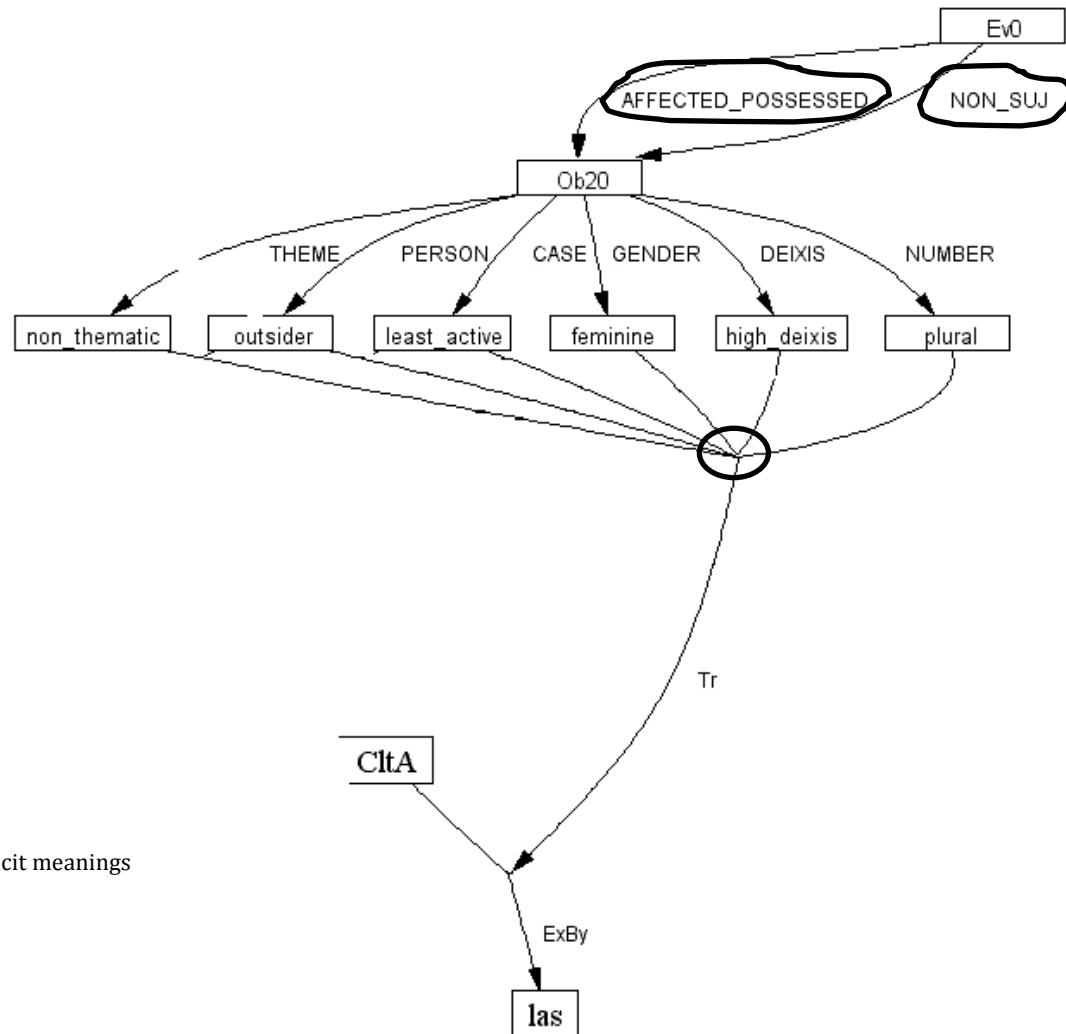 Ev0
AFFECTED_POSSESSED NON_SUJ
Ob20
THEME PERSON CASE GENDER DEIXIS NUMBER
non_thematic outsider least_active feminine high_deixis plural
Tr
CltA
cit meanings
ExBy
las